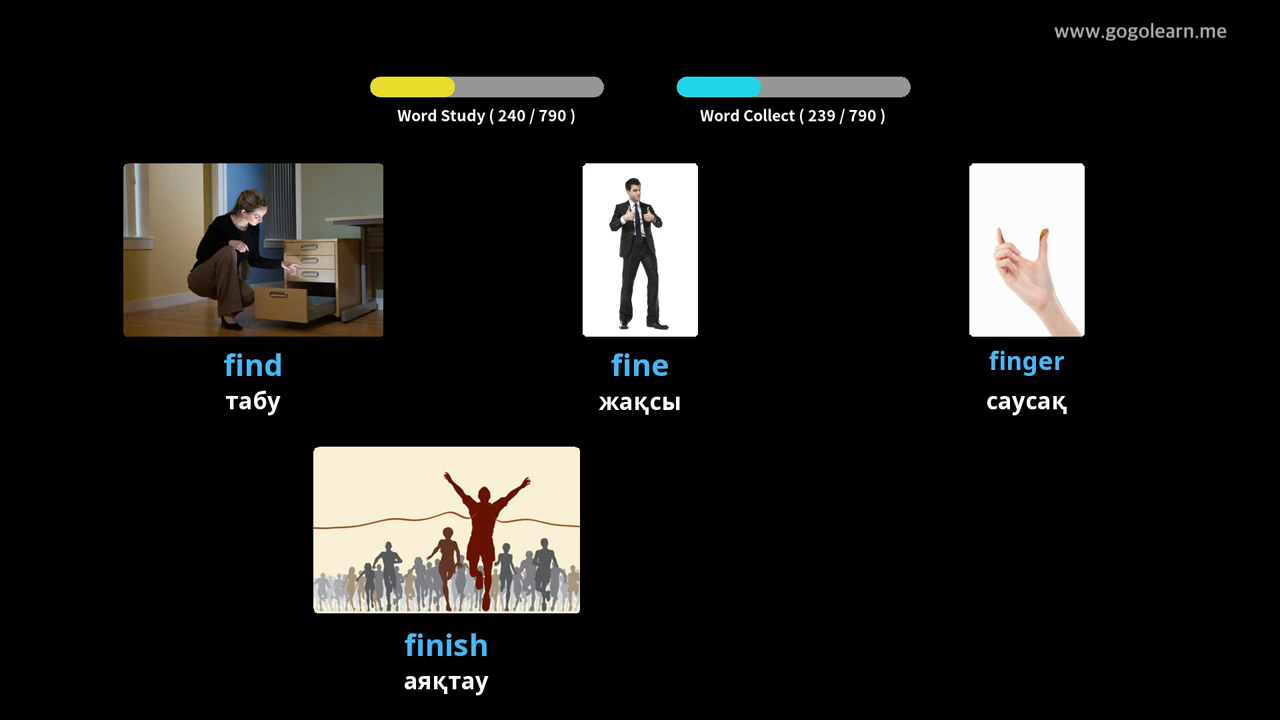 www.gogolearn.me
Word Study ( 240 / 790 )
Word Collect ( 239 / 790 )
find
табу
fine
жақсы
finger
саусақ
finish
аяқтау